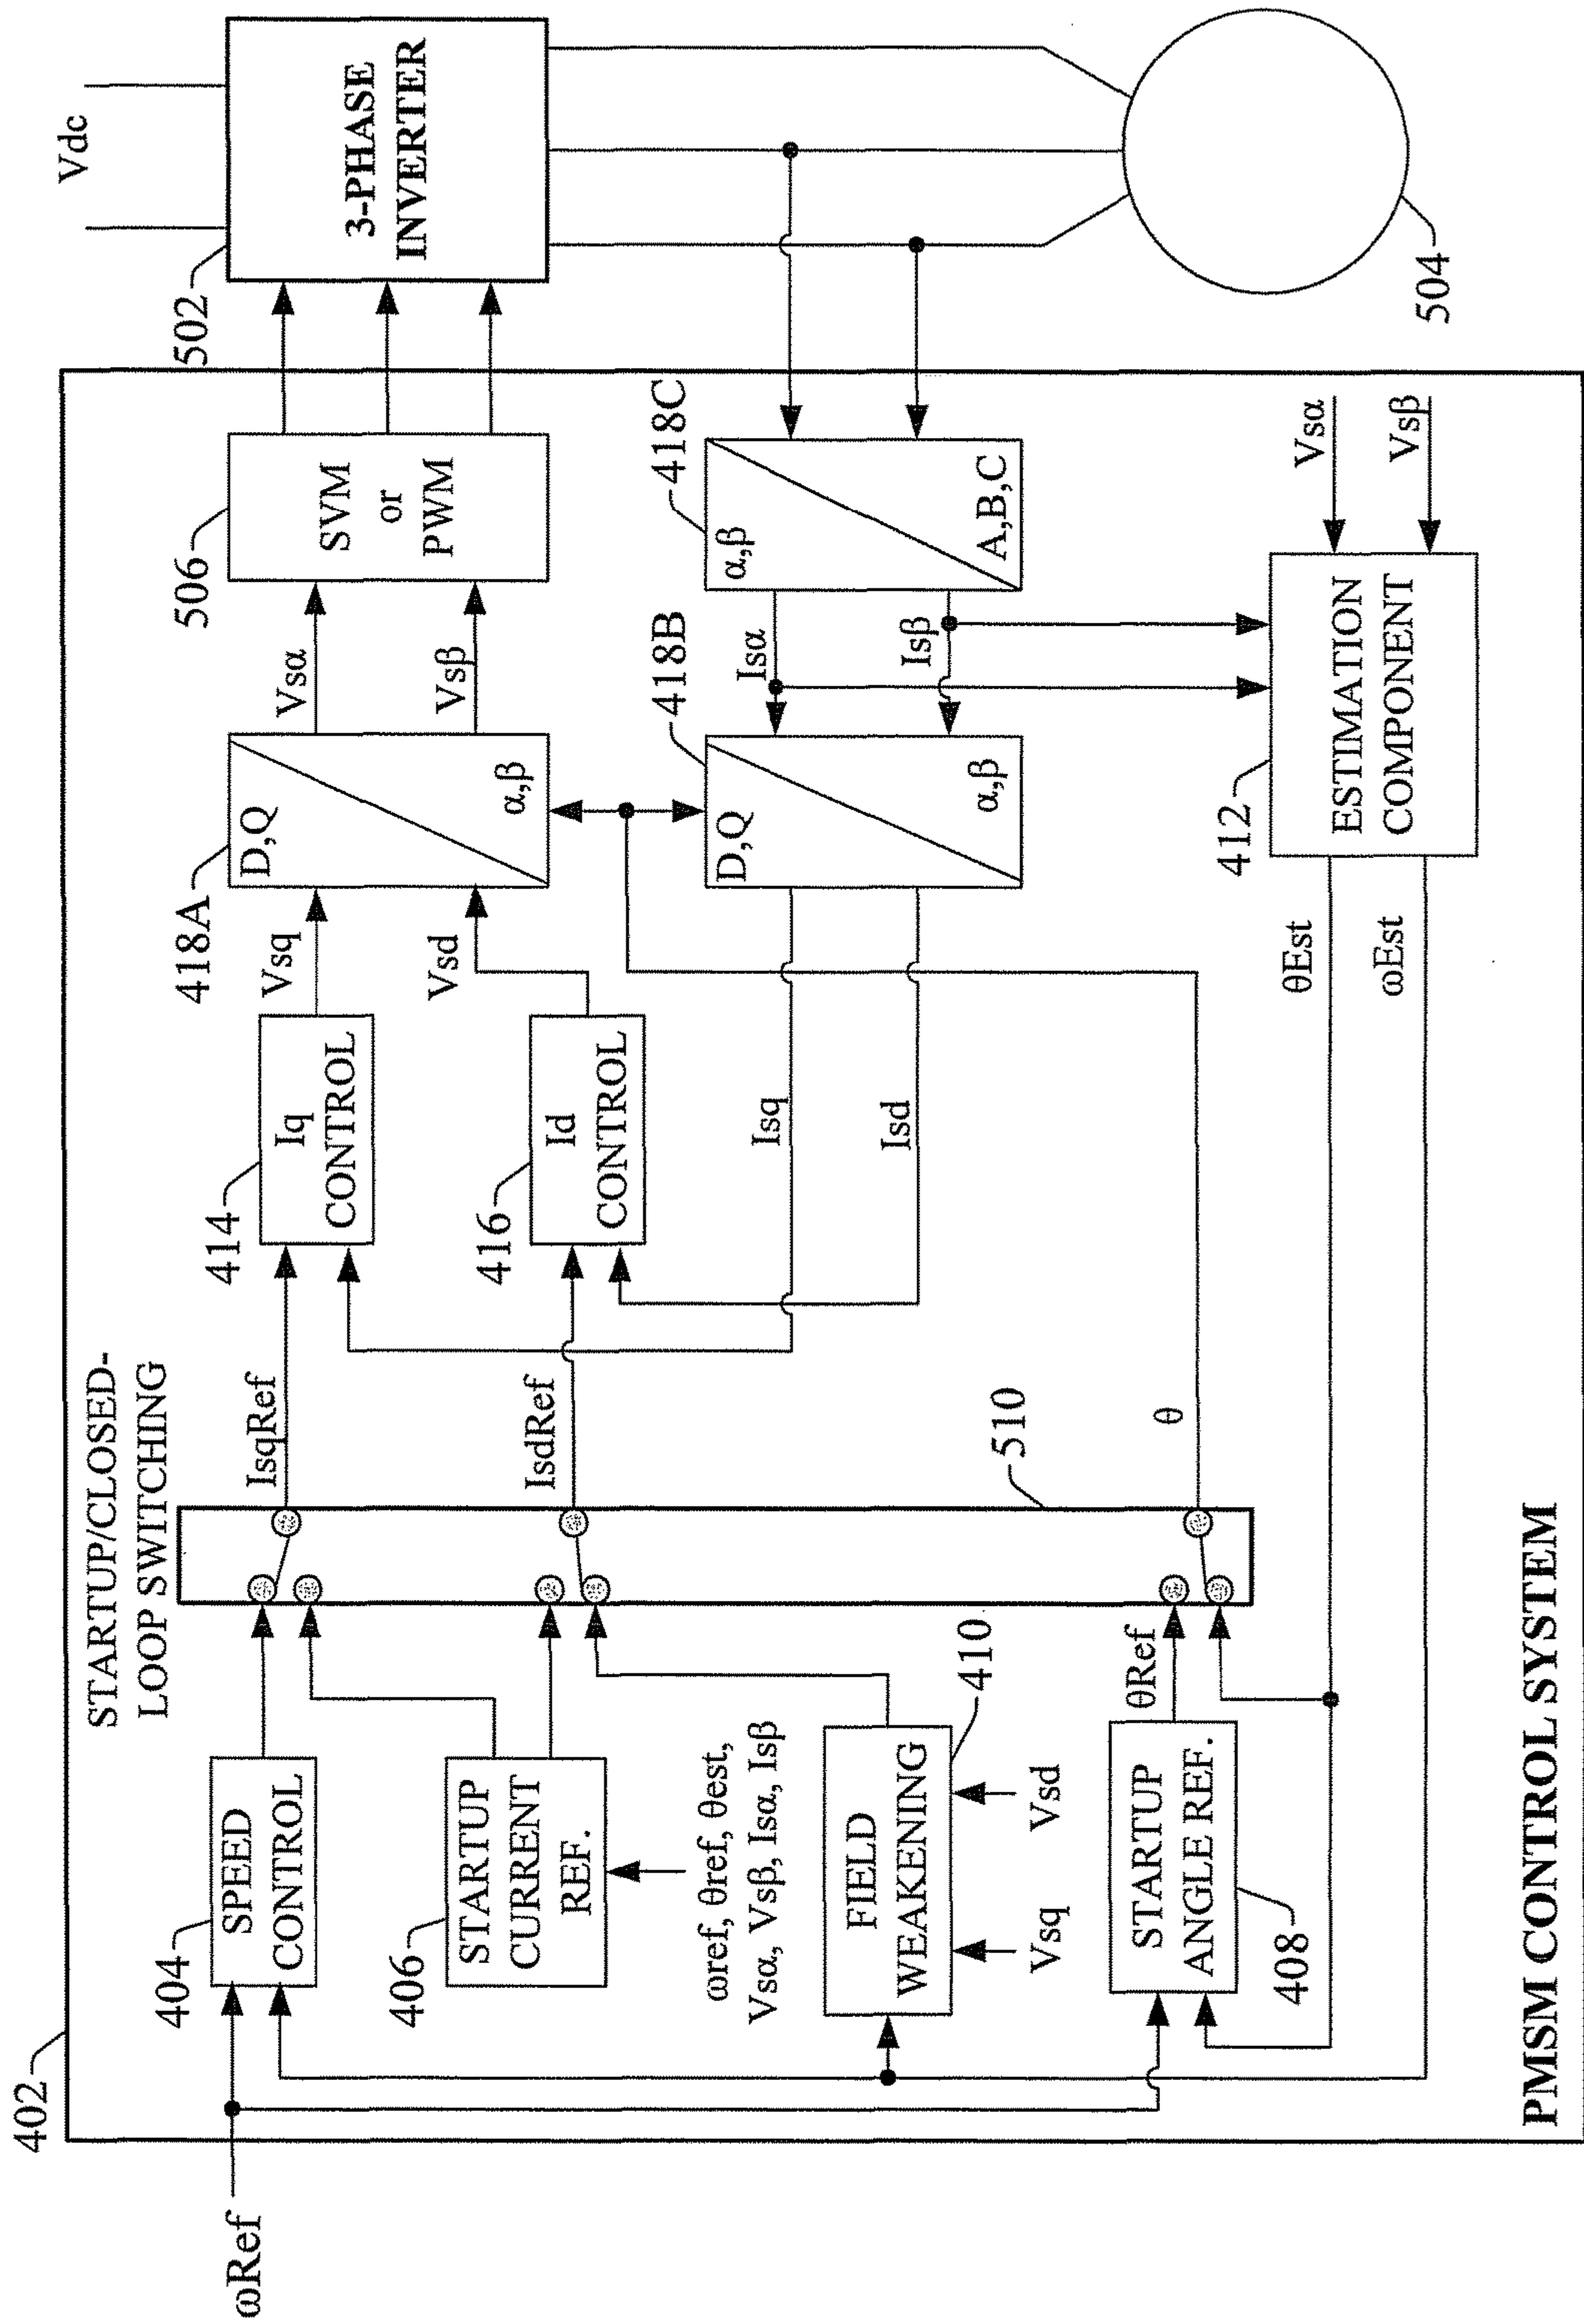 402
ωRef
STARTUP/CLOSED-
LOOP SWITCHING
404
SPEED
CONTROL
406
STARTUP
CURRENT
REF.
ωref, θref, θest,
Vsα, Vsβ, Isα, Isβ
FIELD
WEAKENING
410
Vsq
Vsd
STARTUP
ANGLE REF.
408
θRef
510
IsqRef
IsdRef
θ
414
Iq
CONTROL
416
Id
CONTROL
Isq
Isd
Vsq
Vsd
418A
D,Q
α,β
418B
D,Q
α,β
Vsα
Vsβ
Isα
Isβ
506
SVM
or
PWM
418C
α,β
A,B,C
502
Vdc
3-PHASE
INVERTER
504
412
ESTIMATION
COMPONENT
Vsα
Vsβ
θEst
ωEst
PMSM CONTROL SYSTEM